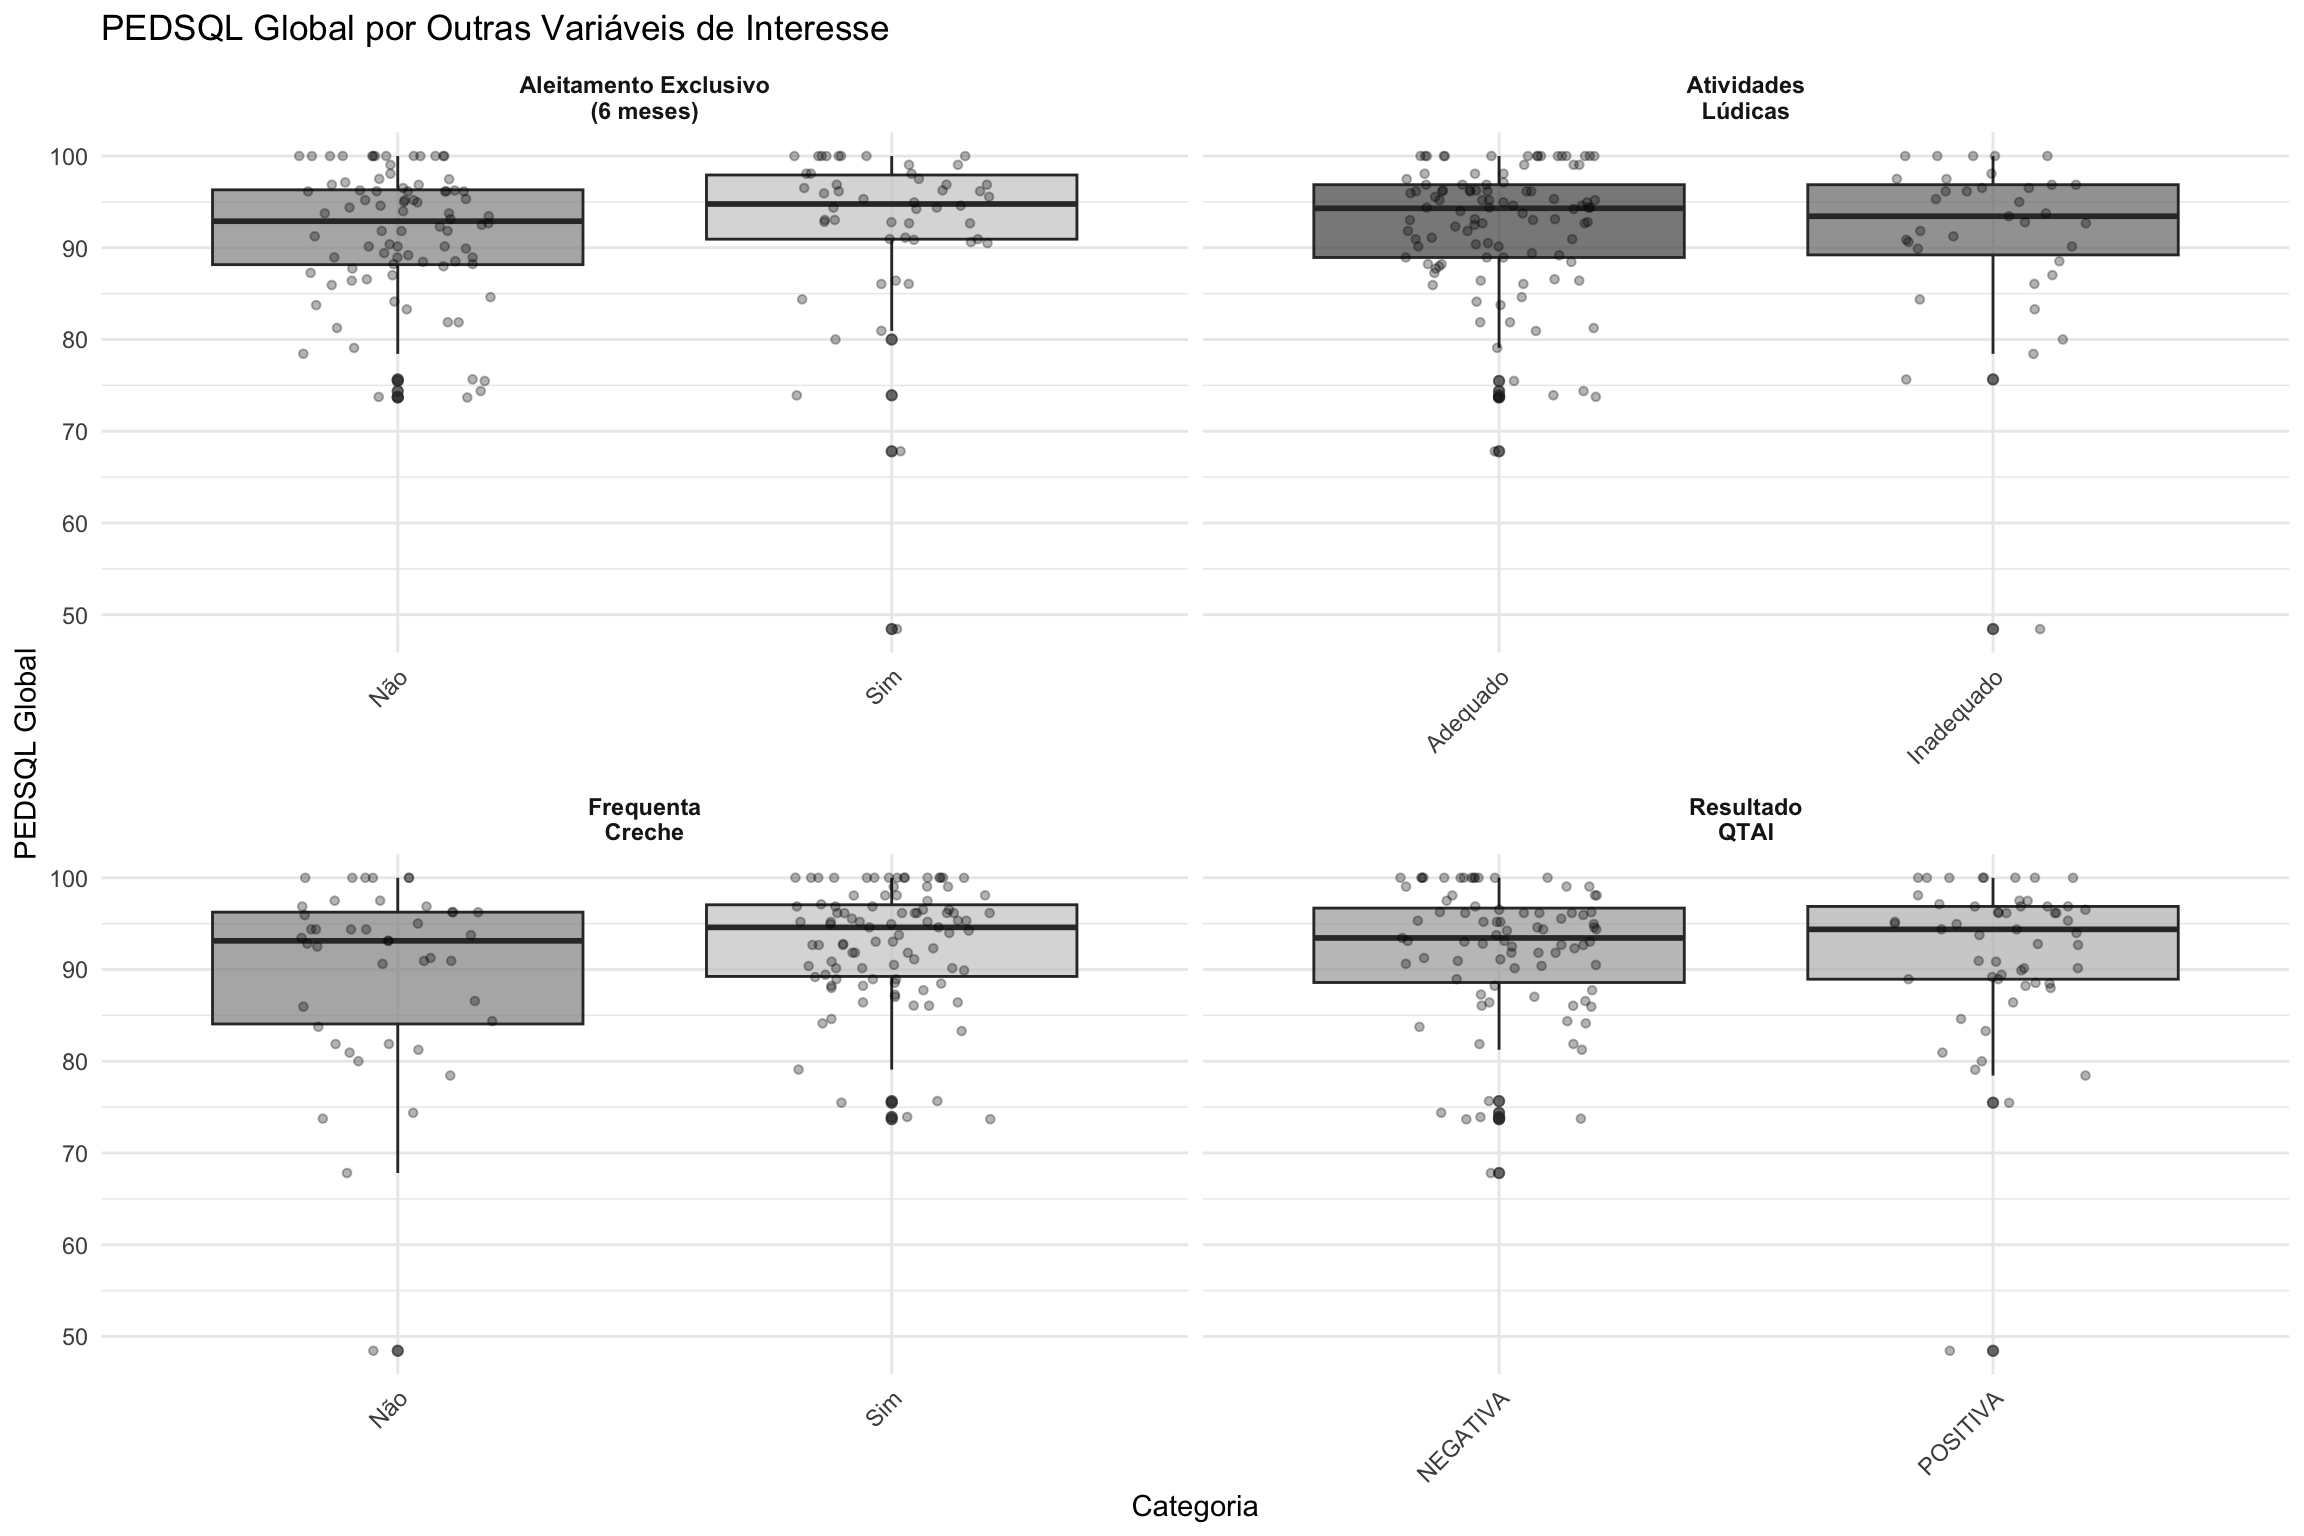 PEDSQL Global por Outras Variáveis de Interesse
Aleitamento Exclusivo
(6 meses)
Atividades
Lúdicas
100
90
80
70
60
50
Não
Sim
Adequado
Inadequado
PEDSQL Global
Frequenta
Creche
Resultado
QTAI
100
90
80
70
60
50
Não
Sim
NEGATIVA
POSITIVA
Categoria